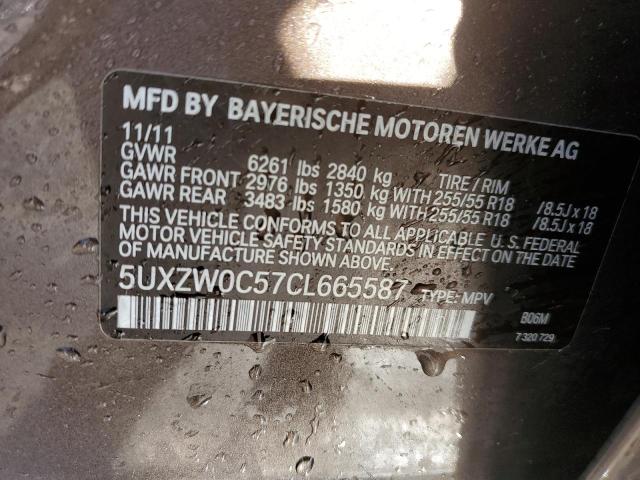 MFD BY BAYERISCHE MOTOREN WERKE AG
11/11
GVWR 6261 lbs 2840 kg TIRE / RIM
GAWR FRONT 2976 lbs 1350 kg WITH 255/55 R18 /8.5J x 18
GAWR REAR 3483 lbs 1580 kg WITH 255/55 R18 /8.5J x 18
THIS VEHICLE CONFORMS TO ALL APPLICABLE U. S. FEDERAL
MOTOR VEHICLE SAFETY STANDARDS IN EFFECT ON THE DATE
OF MANUFACTURE SHOWN ABOVE.
5UXZW0C57CL665587 TYPE: MPV
B06M
7 320 729